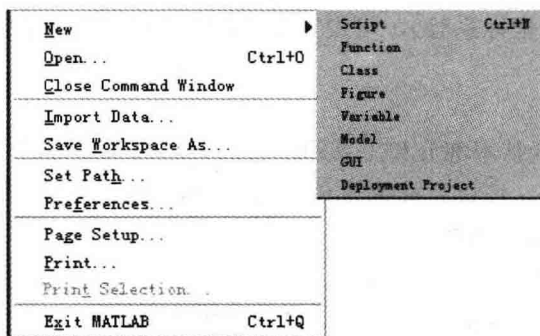 New
Open... Ctrl+O
Close Command Window
Import Data...
Save Workspace As...
Set Path...
Preferences...
Page Setup...
Print...
Print Selection...
Exit MATLAB Ctrl+Q
Script Ctrl+N
Function
Class
Figure
Variable
Model
GUI
Deployment Project